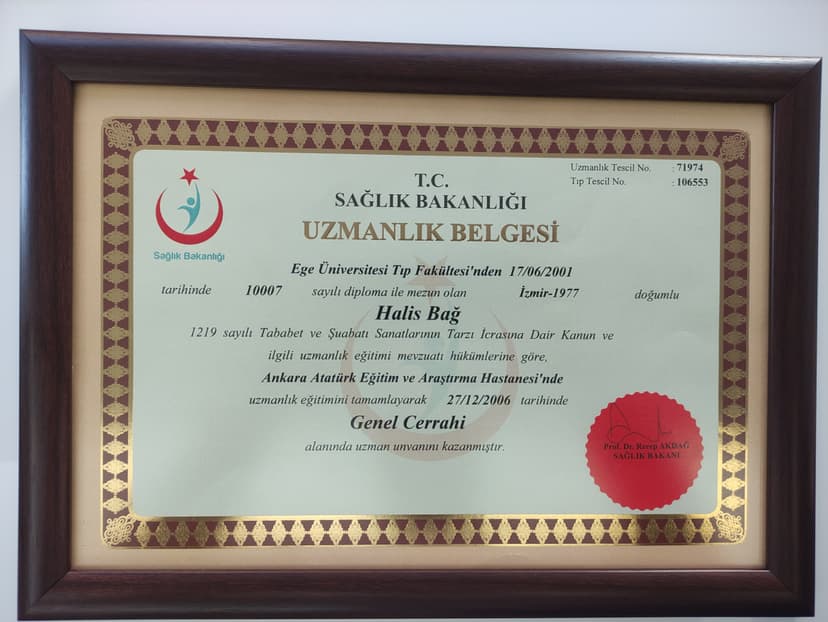 Uzmanlık Tescil No. : 71974
Tıp Tescil No. : 106553
T.C.
SAĞLIK BAKANLIĞI
UZMANLIK BELGESİ
Sağlık Bakanlığı
Ege Üniversitesi Tıp Fakültesi'nden 17/06/2001
tarihinde 10007 sayılı diploma ile mezun olan İzmir-1977 doğumlu
Halis Bağ
1219 sayılı Tababet ve Şuabatı Sanatlarının Tarzı İcrasına Dair Kanun ve
ilgili uzmanlık eğitimi mevzuatı hükümlerine göre,
Ankara Atatürk Eğitim ve Araştırma Hastanesi'nde
uzmanlık eğitimini tamamlayarak 27/12/2006 tarihinde
Genel Cerrahi
alanında uzman unvanını kazanmıştır.
Prof. Dr. Recep AKDAĞ
SAĞLIK BAKANI